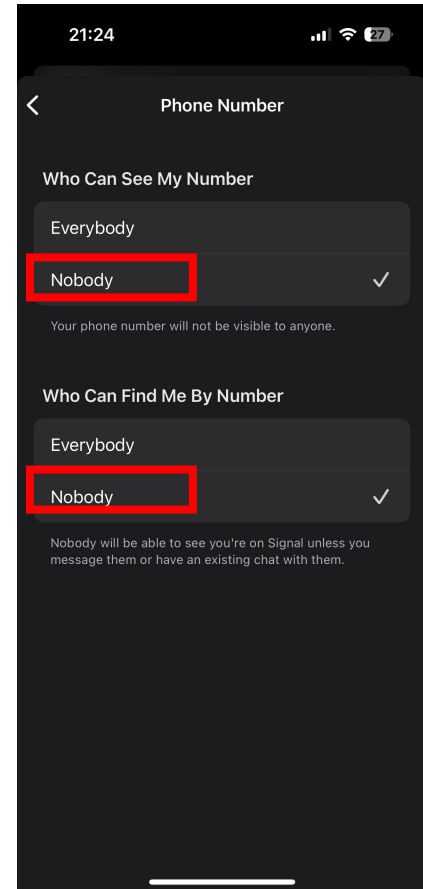 21:24
27
Phone Number
Who Can See My Number
Everybody
Nobody
Your phone number will not be visible to anyone.
Who Can Find Me By Number
Everybody
Nobody
Nobody will be able to see you're on Signal unless you
message them or have an existing chat with them.